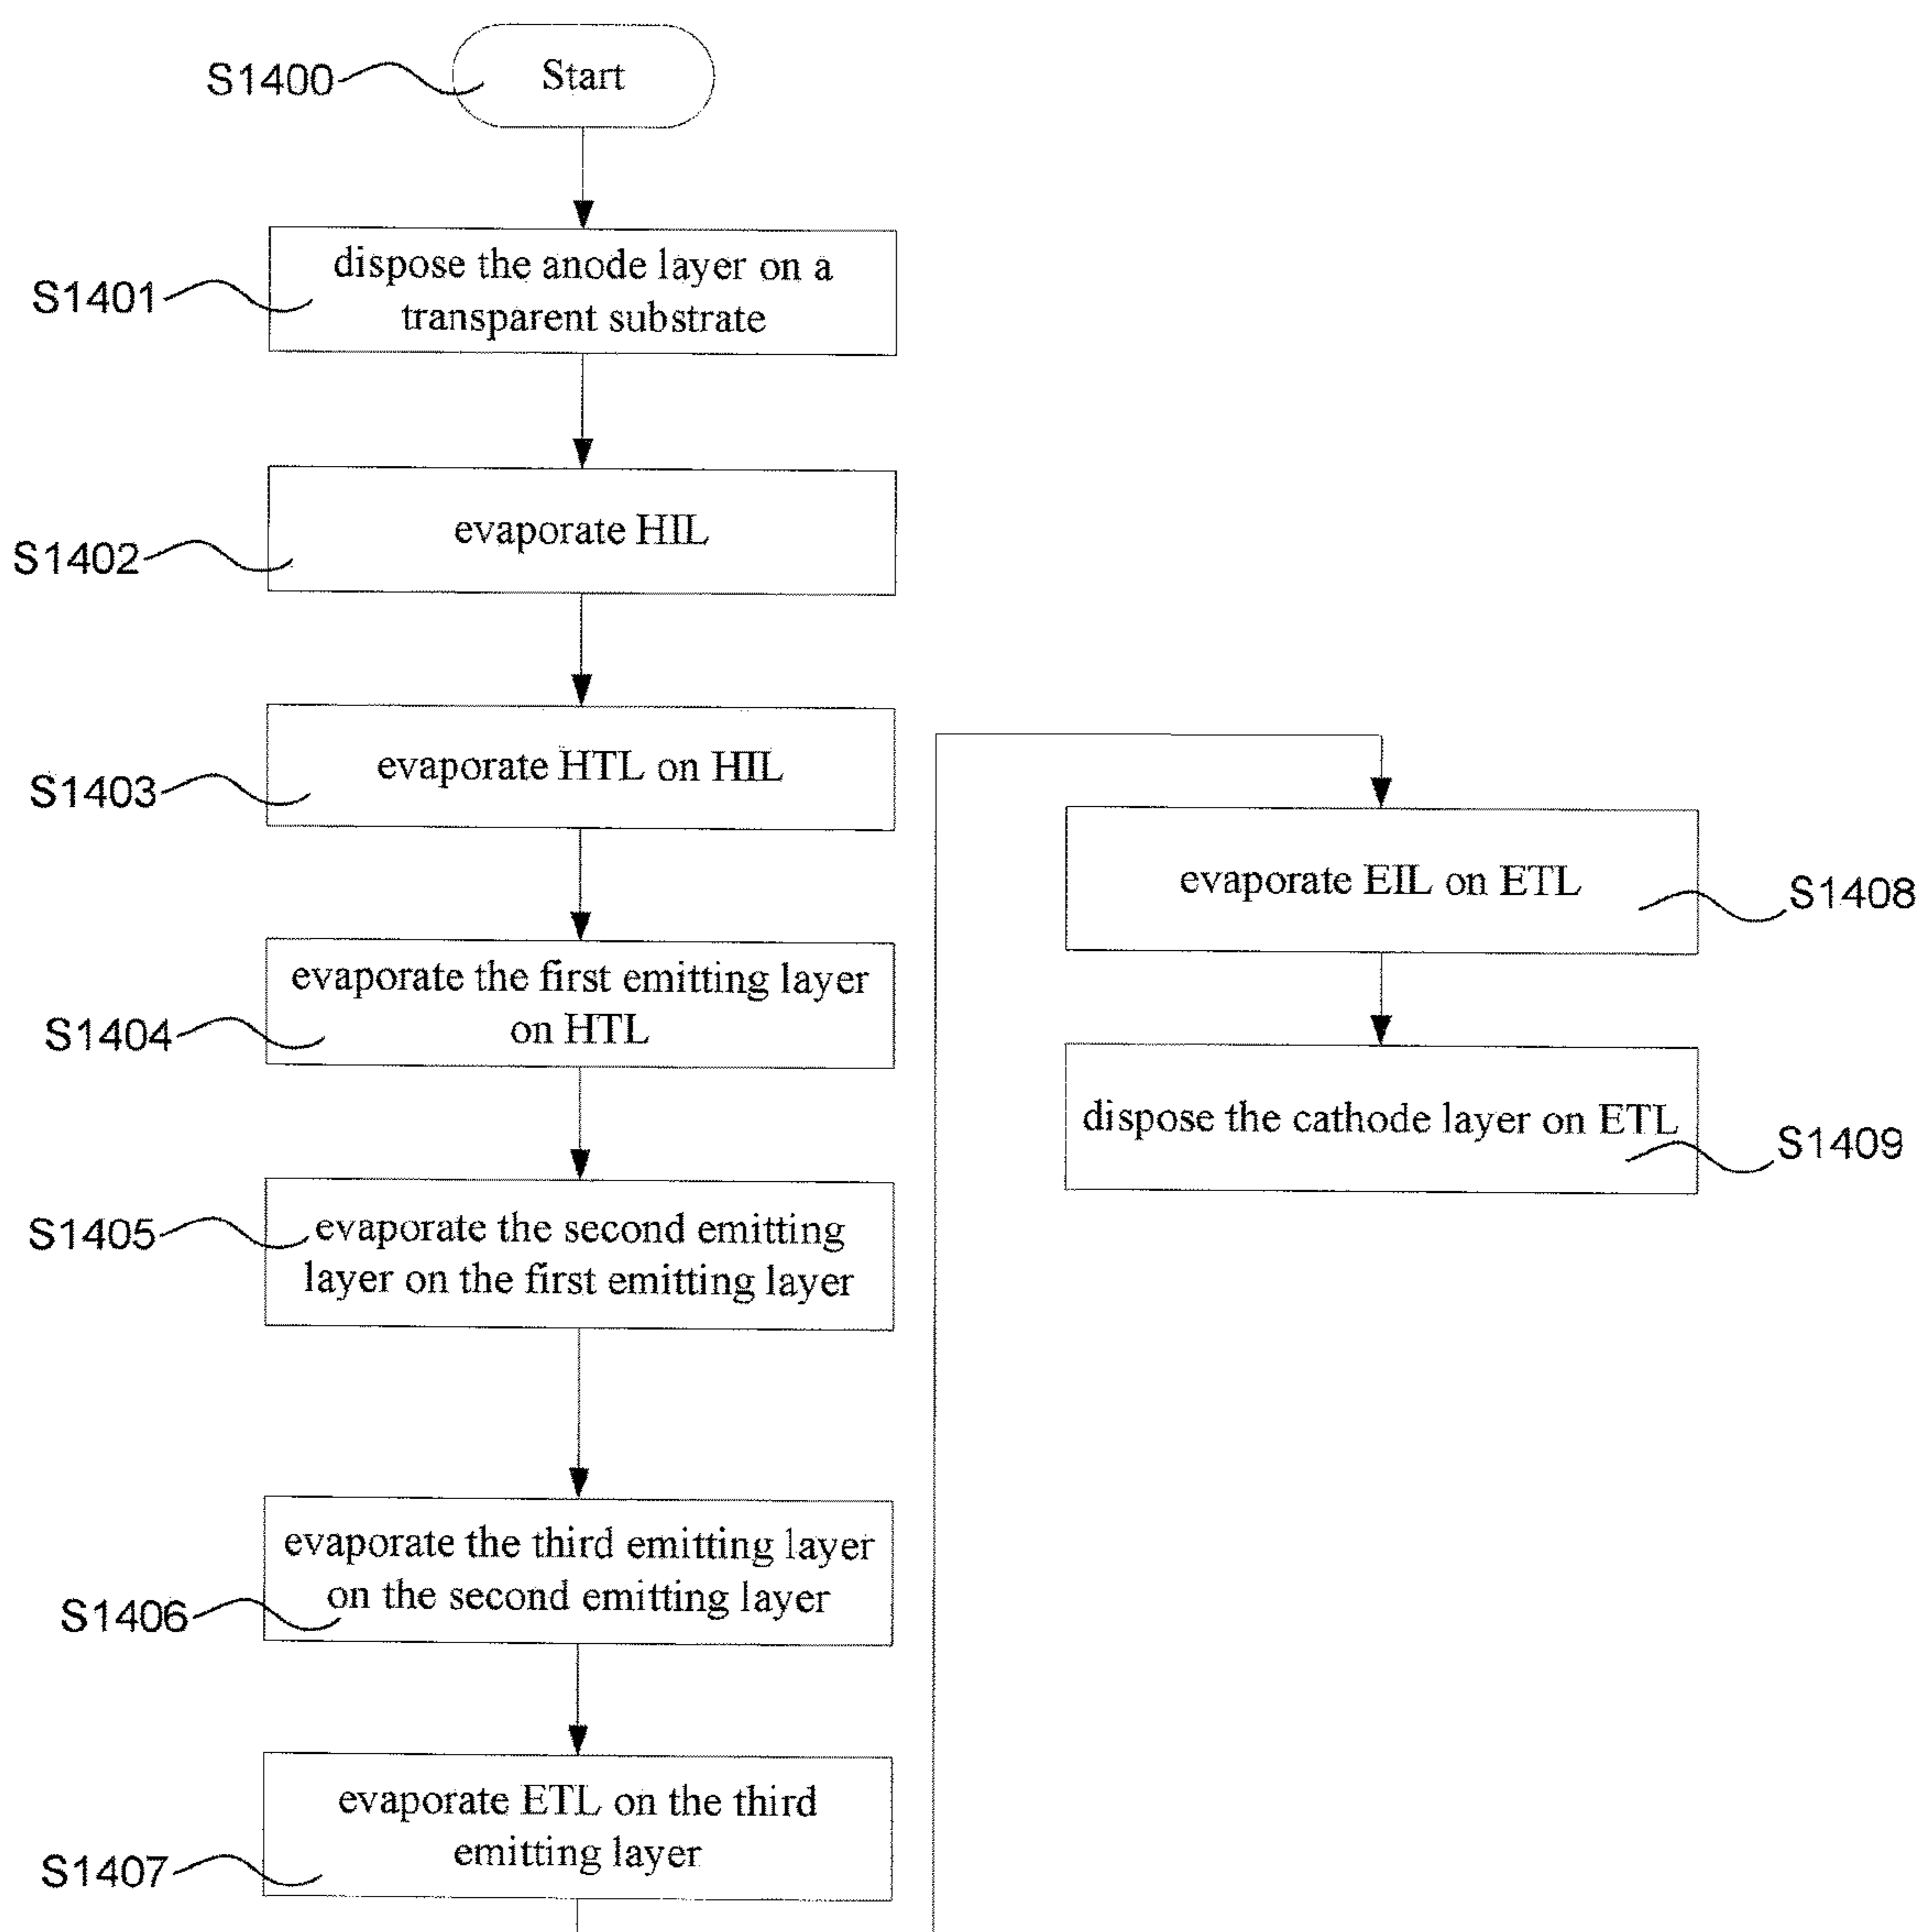 S1400
Start
S1401
dispose the anode layer on a
transparent substrate
S1402
evaporate HIL
S1403
evaporate HTL on HIL
S1404
evaporate the first emitting layer
on HTL
S1405
evaporate the second emitting
layer on the first emitting layer
S1406
evaporate the third emitting layer
on the second emitting layer
S1407
evaporate ETL on the third
emitting layer
evaporate EIL on ETL
S1408
dispose the cathode layer on ETL
S1409